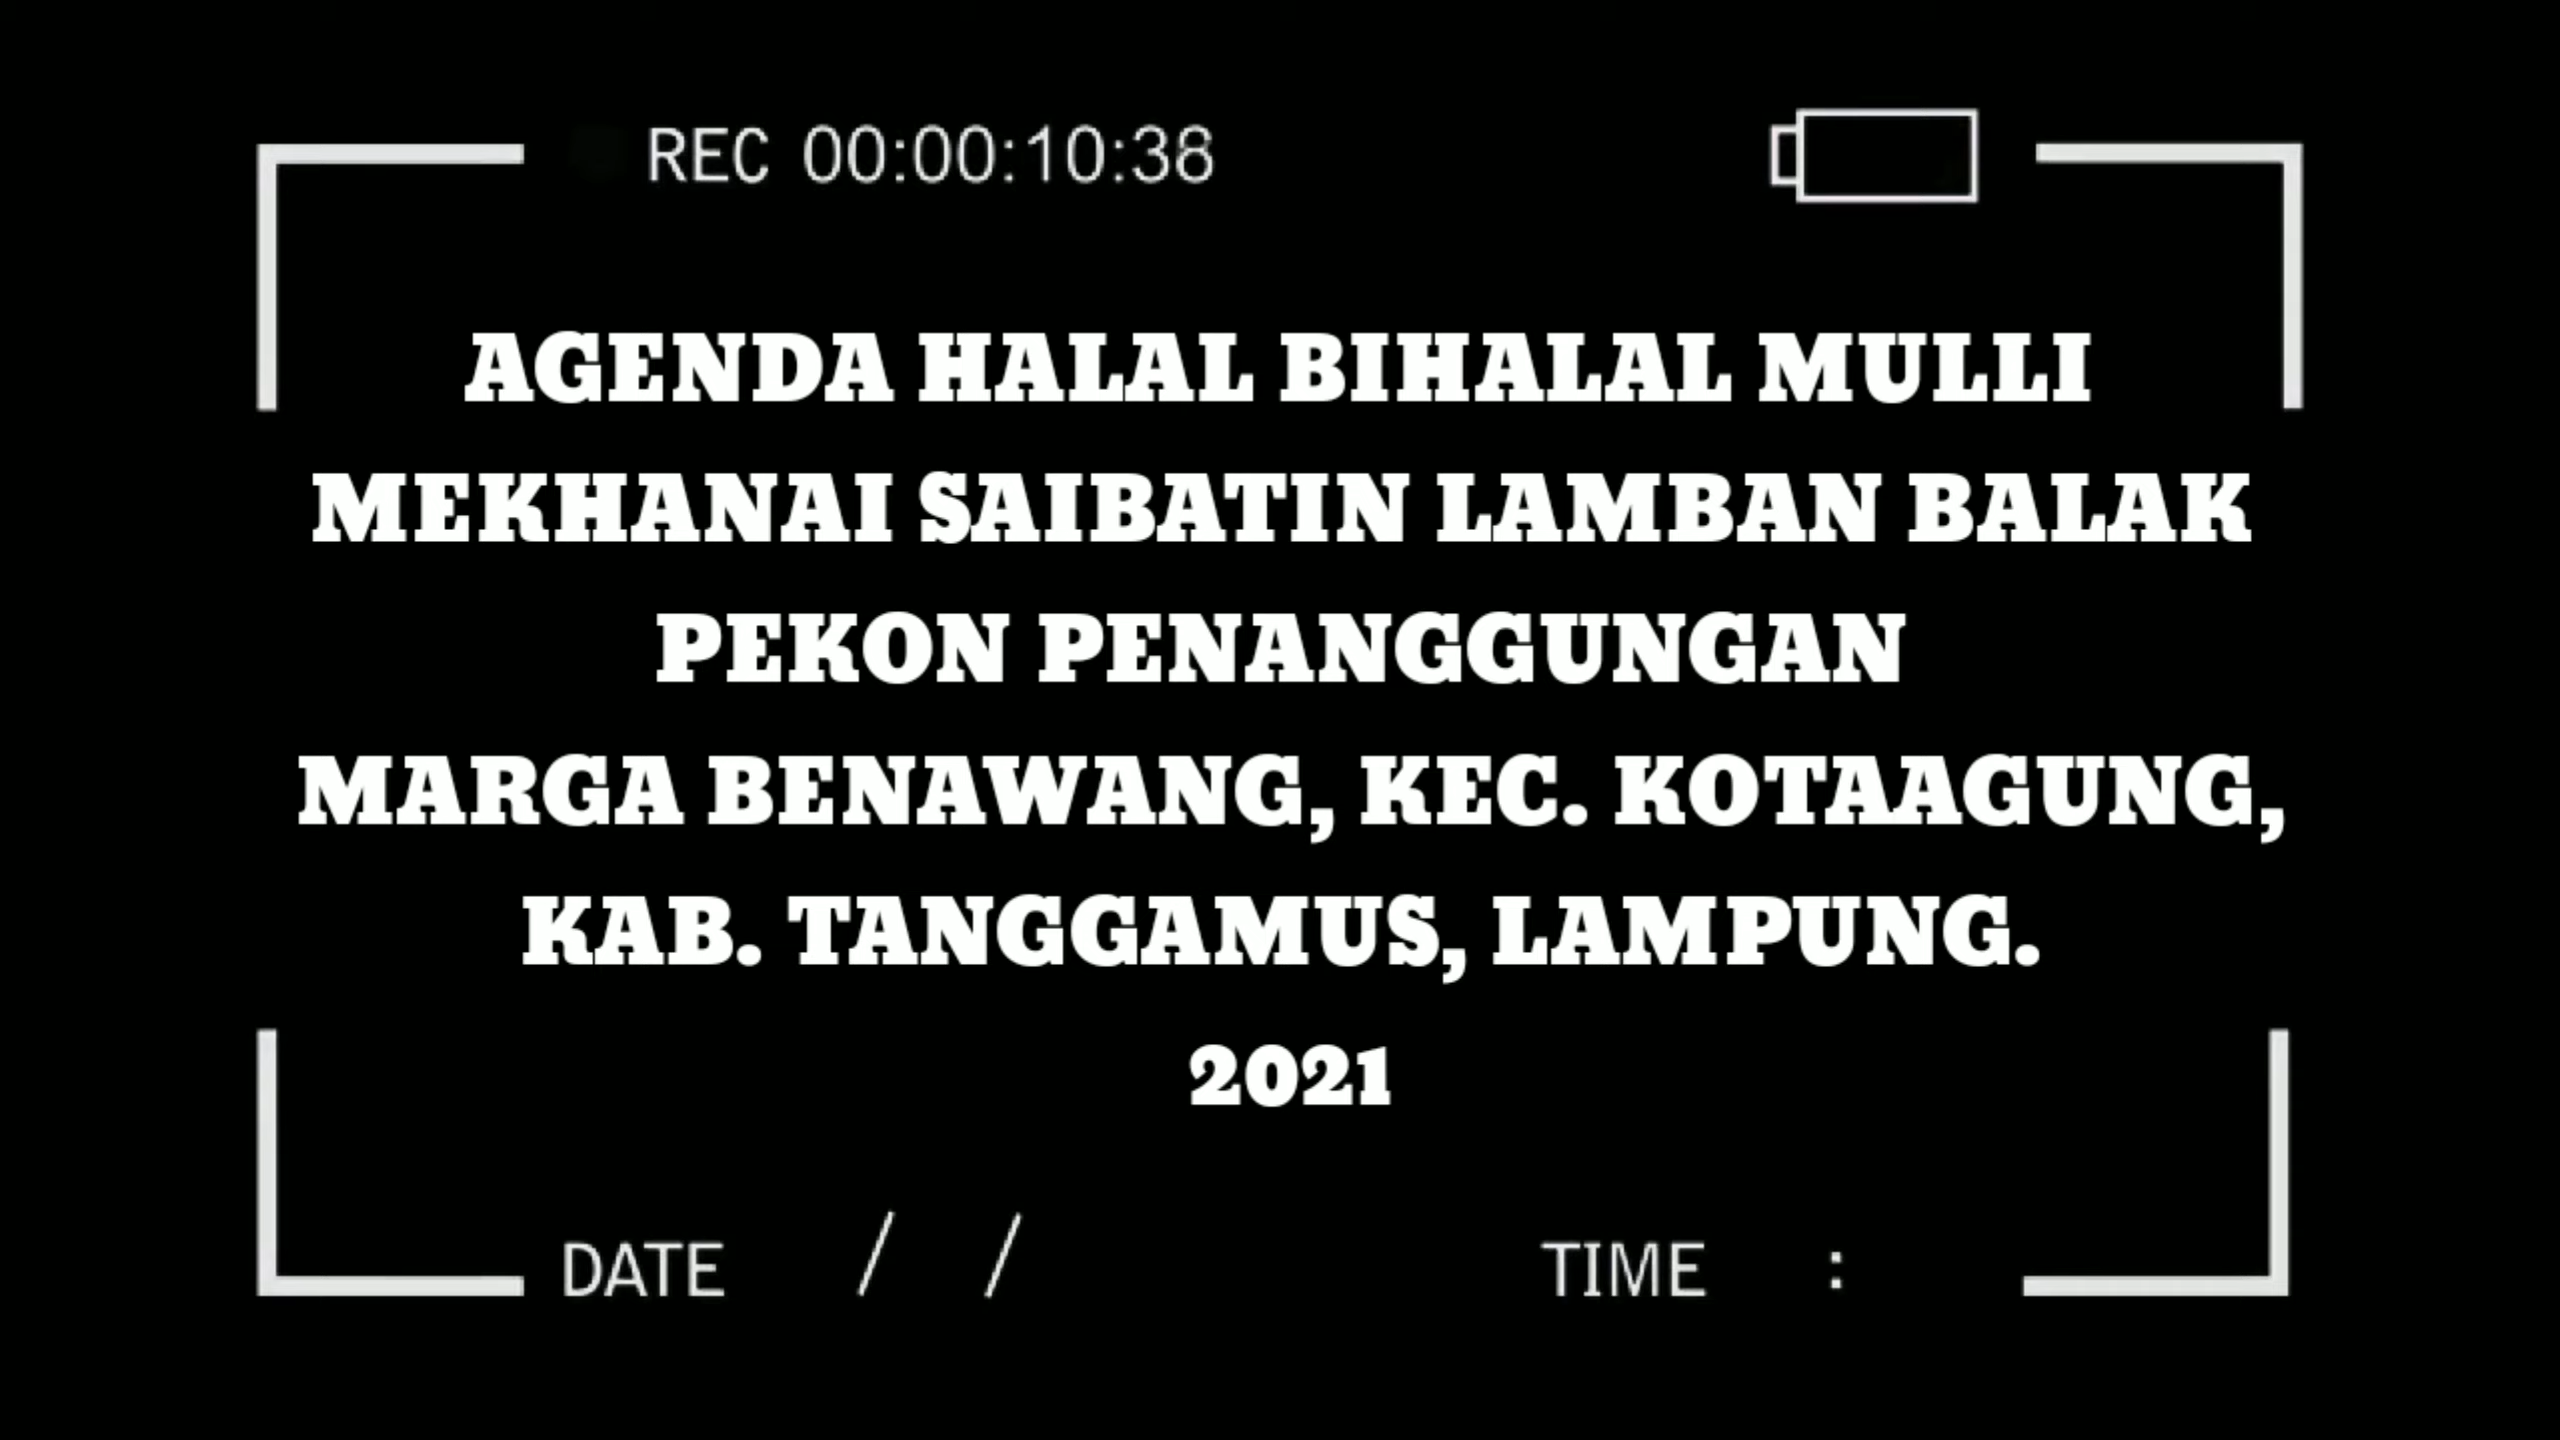 REC 00:00:10:38
AGENDA HALAL BIHALAL MULLI
MEKHANAI SAIBATIN LAMBAN BALAK
PEKON PENANGGUNGAN
MARGA BENAWANG, KEC. KOTAAGUNG,
KAB. TANGGAMUS, LAMPUNG.
2021
DATE / / TIME :